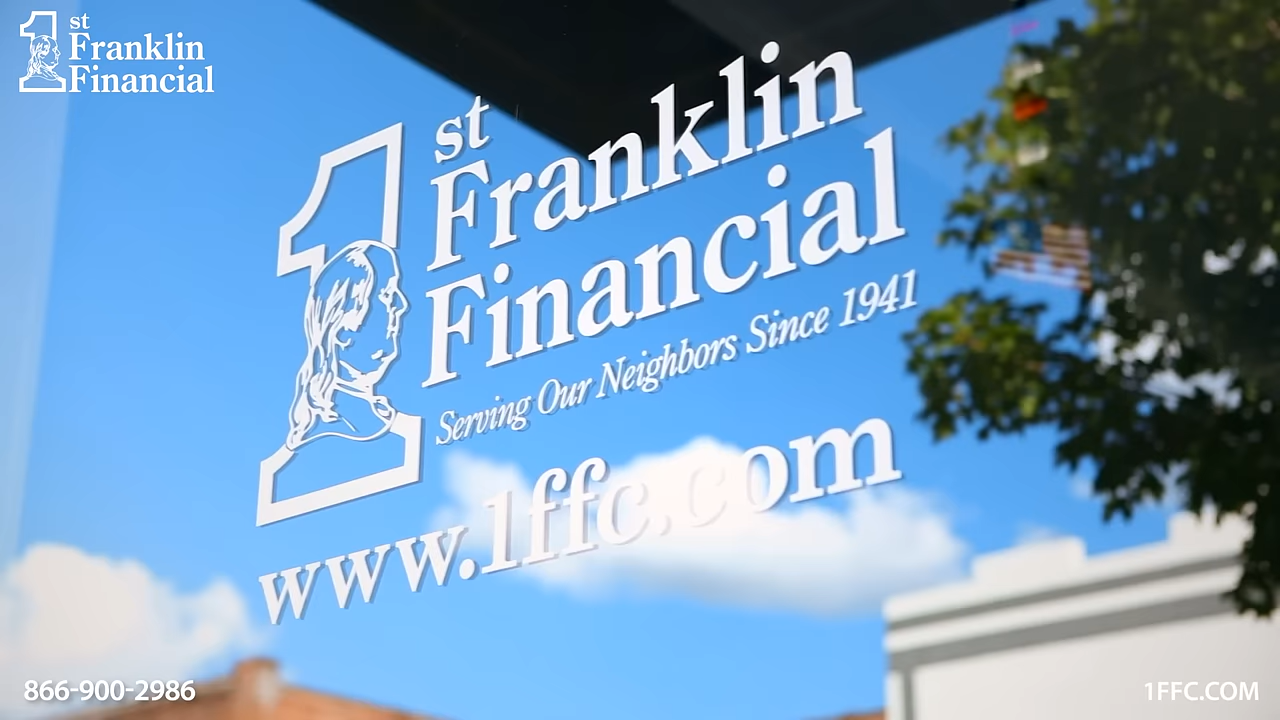 1st
Franklin
Financial
1st
Franklin
Financial
Serving Our Neighbors Since 1941
www.1ffc.com
866-900-2986
1FFC.COM